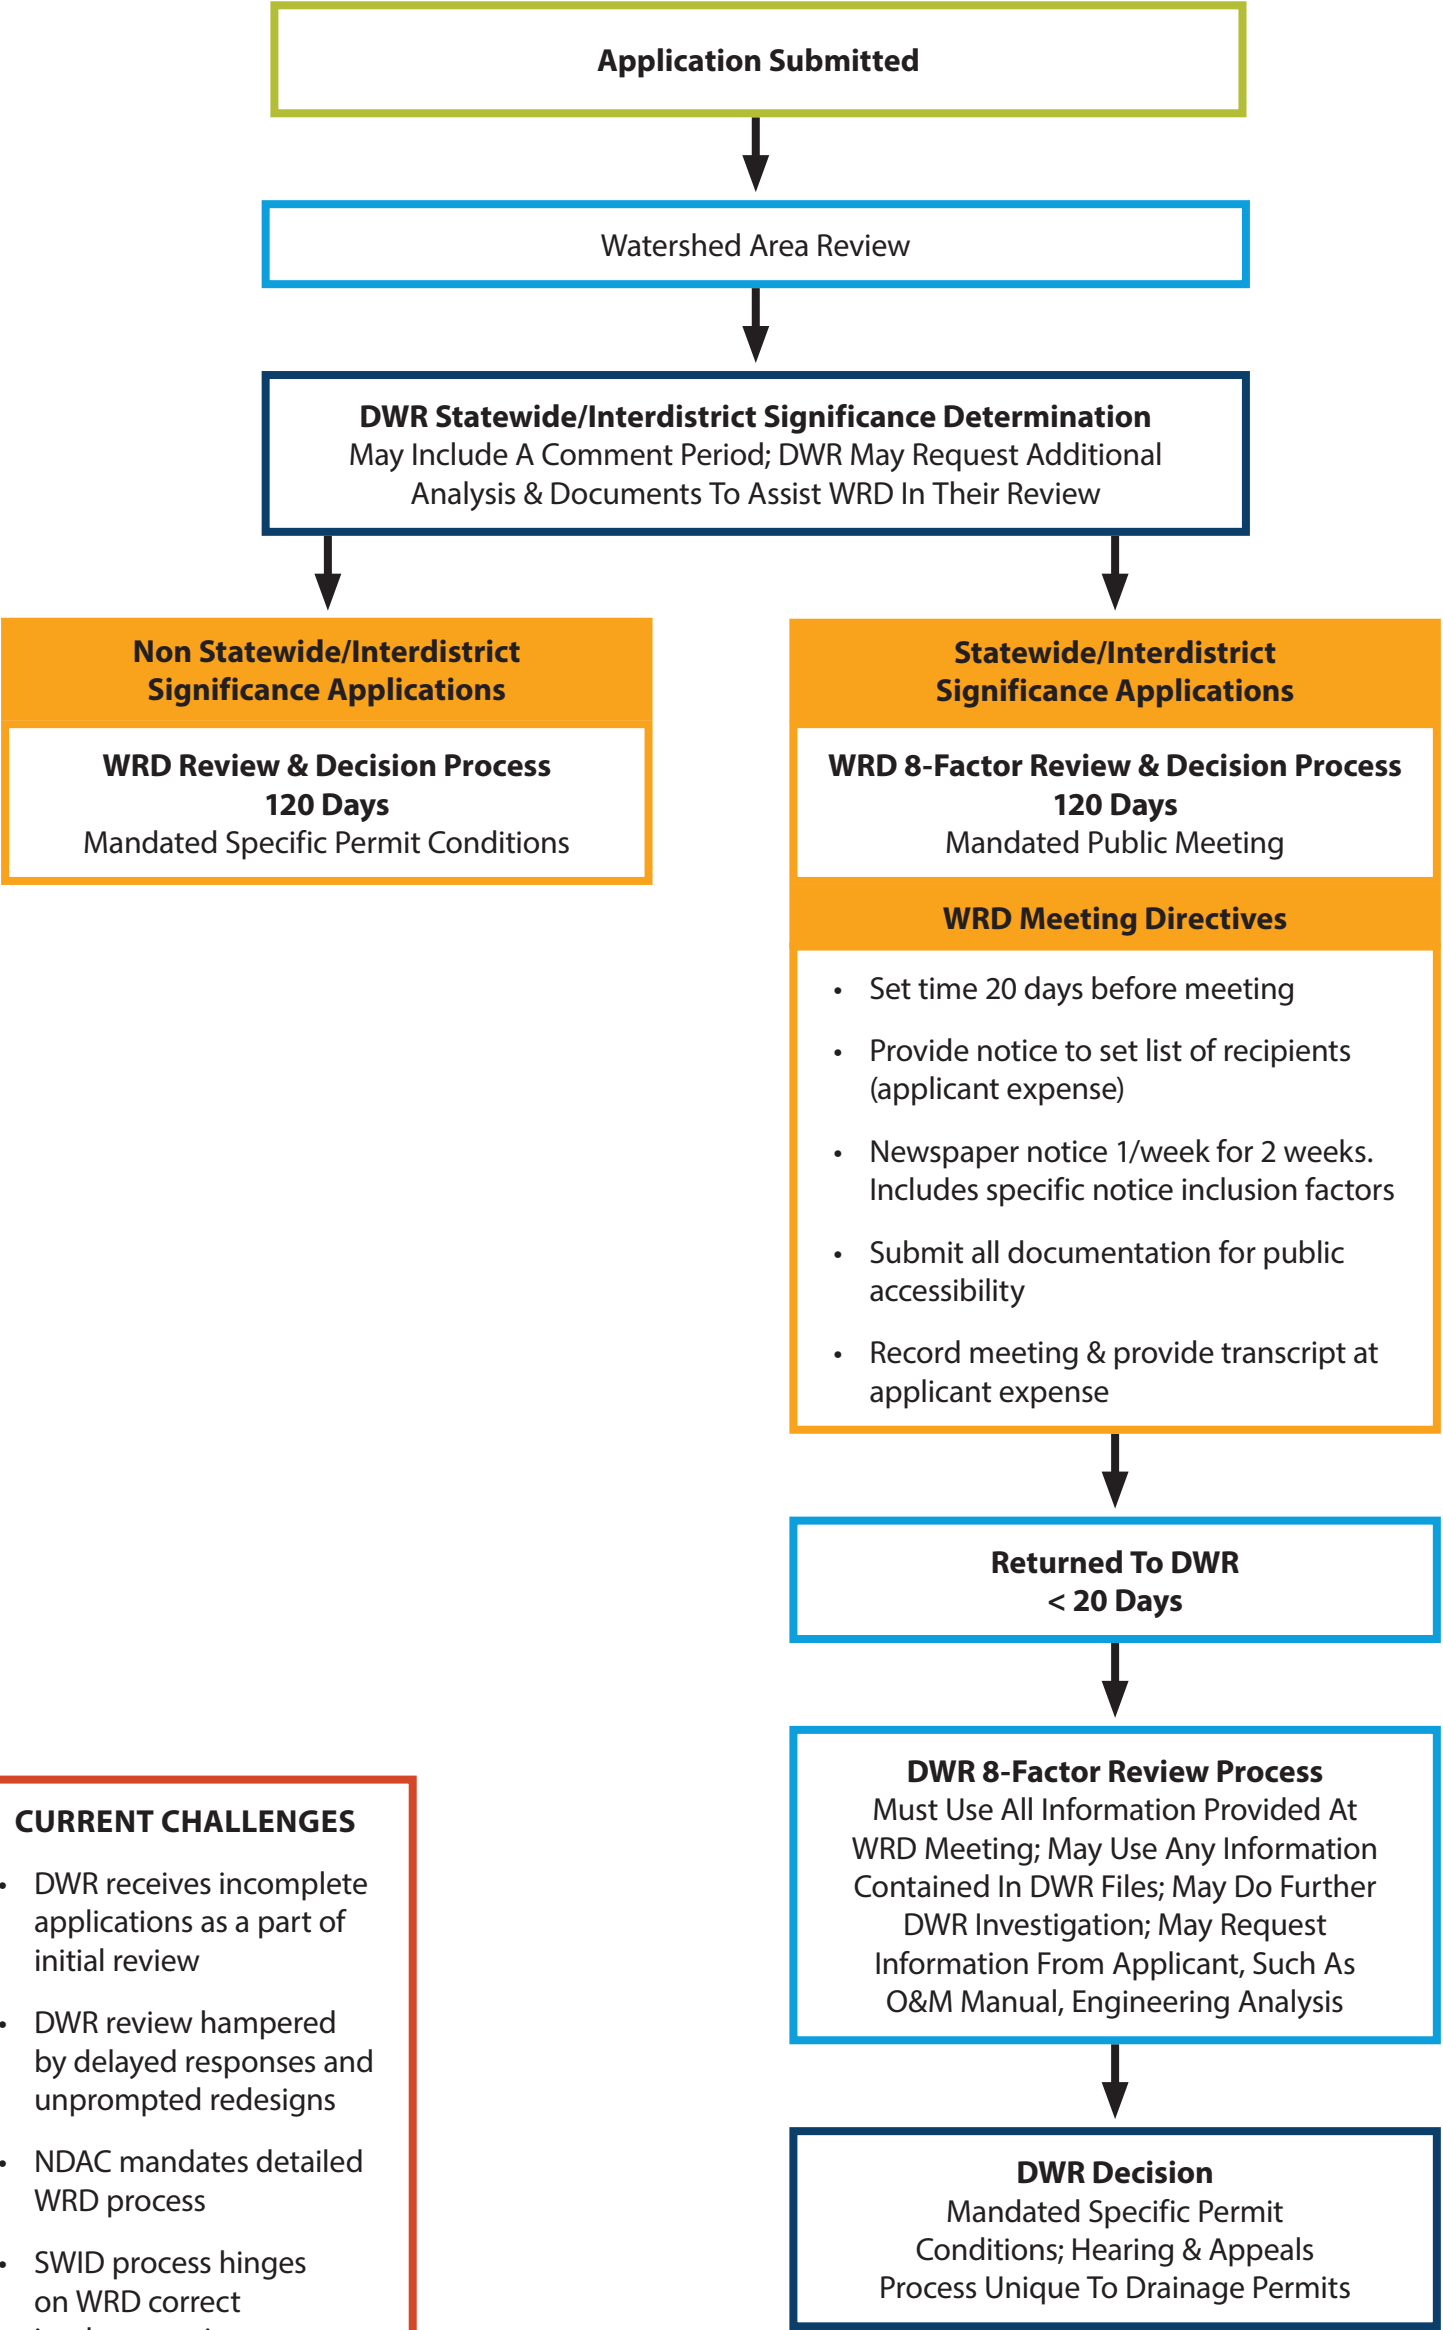 Application Submitted
Watershed Area Review
DWR Statewide/Interdistrict Significance Determination
May Include A Comment Period; DWR May Request Additional
Analysis & Documents To Assist WRD In Their Review
Non Statewide/Interdistrict
Significance Applications
WRD Review & Decision Process
120 Days
Mandated Specific Permit Conditions
Statewide/Interdistrict
Significance Applications
WRD 8-Factor Review & Decision Process
120 Days
Mandated Public Meeting
WRD Meeting Directives
• Set time 20 days before meeting
• Provide notice to set list of recipients
(applicant expense)
• Newspaper notice 1/week for 2 weeks.
Includes specific notice inclusion factors
• Submit all documentation for public
accessibility
• Record meeting & provide transcript at
applicant expense
Returned To DWR
< 20 Days
DWR 8-Factor Review Process
Must Use All Information Provided At
WRD Meeting; May Use Any Information
Contained In DWR Files; May Do Further
DWR Investigation; May Request
Information From Applicant, Such As
O&M Manual, Engineering Analysis
DWR Decision
Mandated Specific Permit
Conditions; Hearing & Appeals
Process Unique To Drainage Permits
CURRENT CHALLENGES
• DWR receives incomplete
applications as a part of
initial review
• DWR review hampered
by delayed responses and
unprompted redesigns
• NDAC mandates detailed
WRD process
• SWID process hinges
on WRD correct